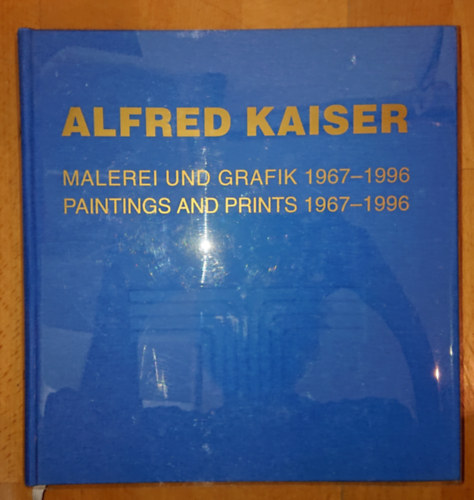 ALFRED KAISER
MALEREI UND GRAFIK 1967–1996
PAINTINGS AND PRINTS 1967–1996